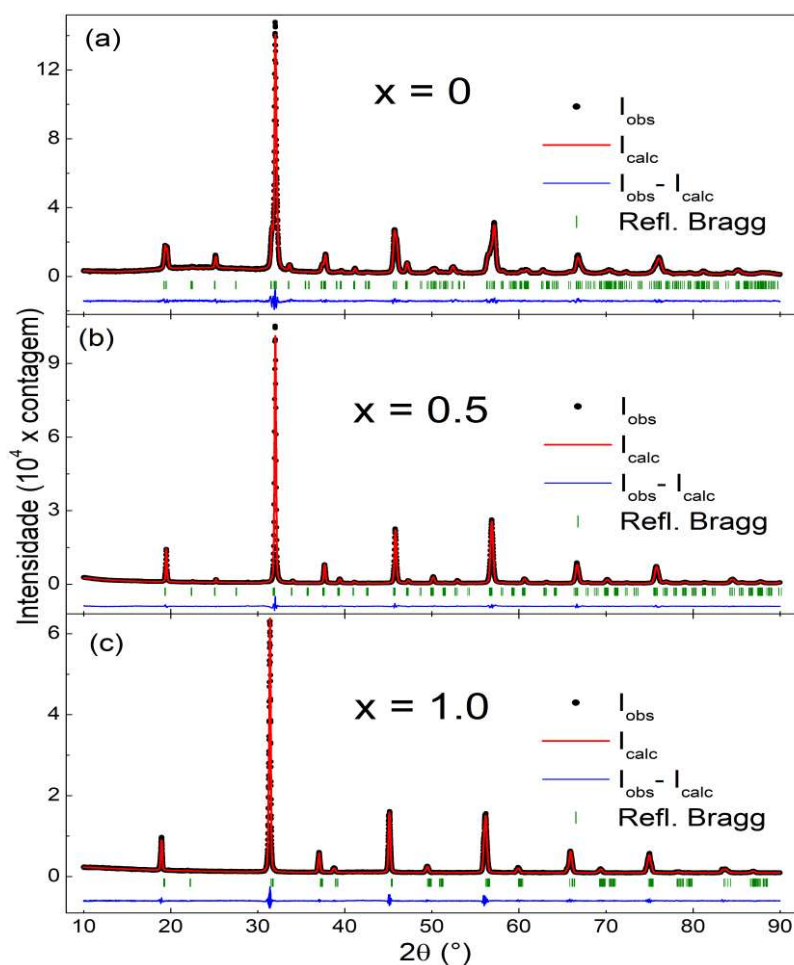 (a)
x = 0
I_obs
I_calc
I_obs - I_calc
Refl. Bragg
12
8
4
0
(b)
x = 0.5
I_obs
I_calc
I_obs - I_calc
Refl. Bragg
9
6
3
0
(c)
x = 1.0
I_obs
I_calc
I_obs - I_calc
Refl. Bragg
6
4
2
0
Intensidade (10⁴ x contagem)
10 20 30 40 50 60 70 80 90
2θ (°)